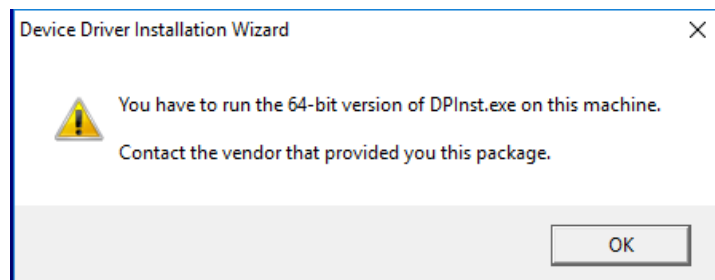 Device Driver Installation Wizard
You have to run the 64-bit version of DPInst.exe on this machine.
Contact the vendor that provided you this package.
OK